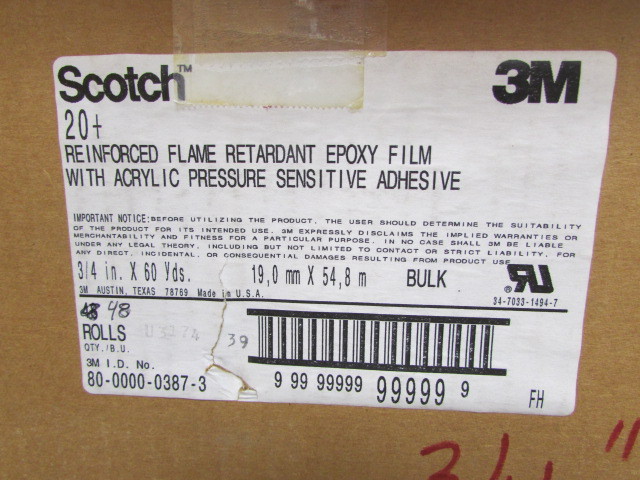 Scotch™ 3M
20+
REINFORCED FLAME RETARDANT EPOXY FILM
WITH ACRYLIC PRESSURE SENSITIVE ADHESIVE
IMPORTANT NOTICE: BEFORE UTILIZING THE PRODUCT, THE USER SHOULD DETERMINE THE SUITABILITY
OF THE PRODUCT FOR ITS INTENDED USE. 3M EXPRESSLY DISCLAIMS THE IMPLIED WARRANTIES OR
MERCHANTABILITY AND FITNESS FOR A PARTICULAR PURPOSE. IN NO CASE SHALL 3M BE LIABLE
UNDER ANY LEGAL THEORY, INCLUDING BUT NOT LIMITED TO CONTACT OR STRICT LIABILITY, FOR
ANY DIRECT, INCIDENTAL, OR CONSEQUENTIAL DAMAGES RESULTING FROM PRODUCT USE
3/4 in. X 60 Yds. 19,0 mm X 54,8 m BULK RU®
3M AUSTIN, TEXAS 78769 Made in U.S.A. 34-7033-1494-7
48
ROLLS 39
QTY./B.U.
3M I.D. No.
80-0000-0387-3 9 99 99999 99999 9 FH
3/4"